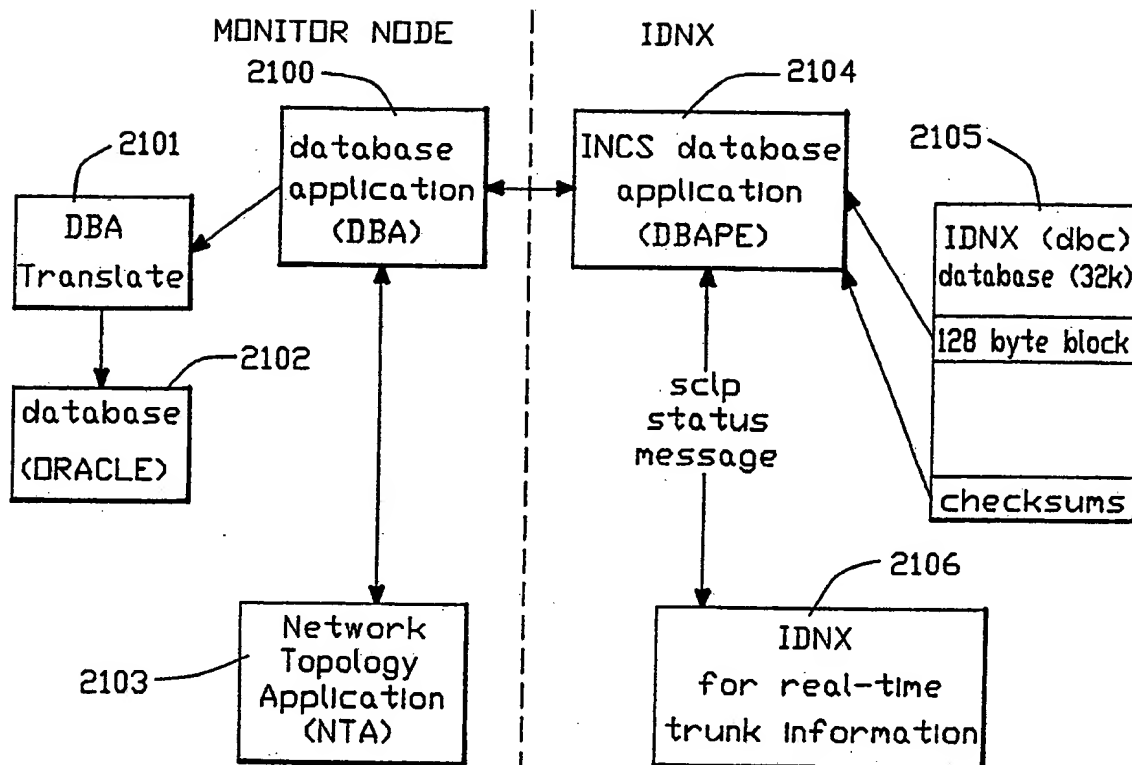 MONITOR NODE
IDNX
2100
2104
2101
2105
database
application
(DBA)
INCS database
application
(DBAPE)
DBA
Translate
IDNX (dbc)
database (32k)
128 byte block
checksums
2102
database
(ORACLE)
sclp
status
message
2103
Network
Topology
Application
(NTA)
2106
IDNX
for real-time
trunk information